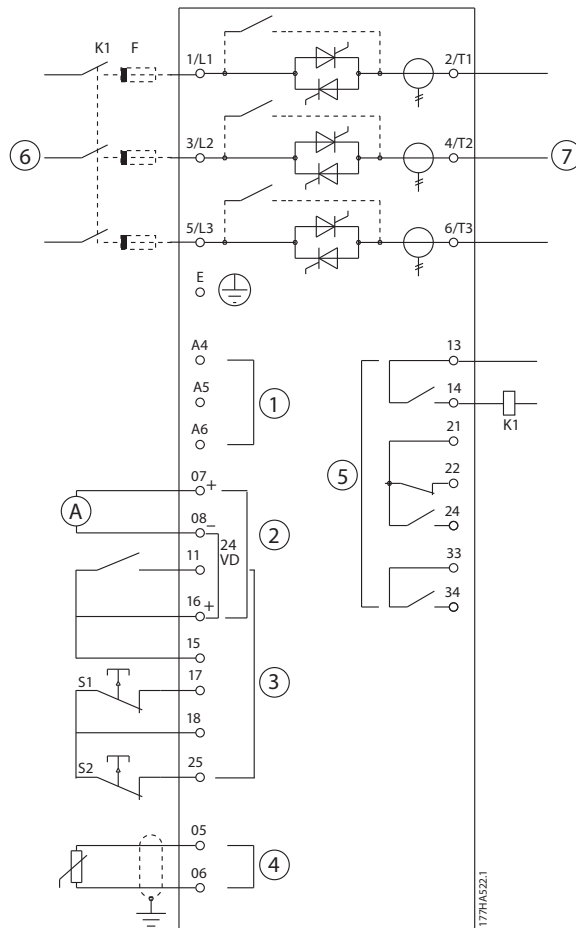 K1 F 1/L1 2/T1
6 3/L2 4/T2 7
5/L3 6/T3
E
A4 13
A5 1 14
A6 K1
21
07 + 5 22
A
08 – 2 24
24
VD
11 33
16 + 34
15
S1 17 3
18
S2 25
05
4
06
177HA522.1